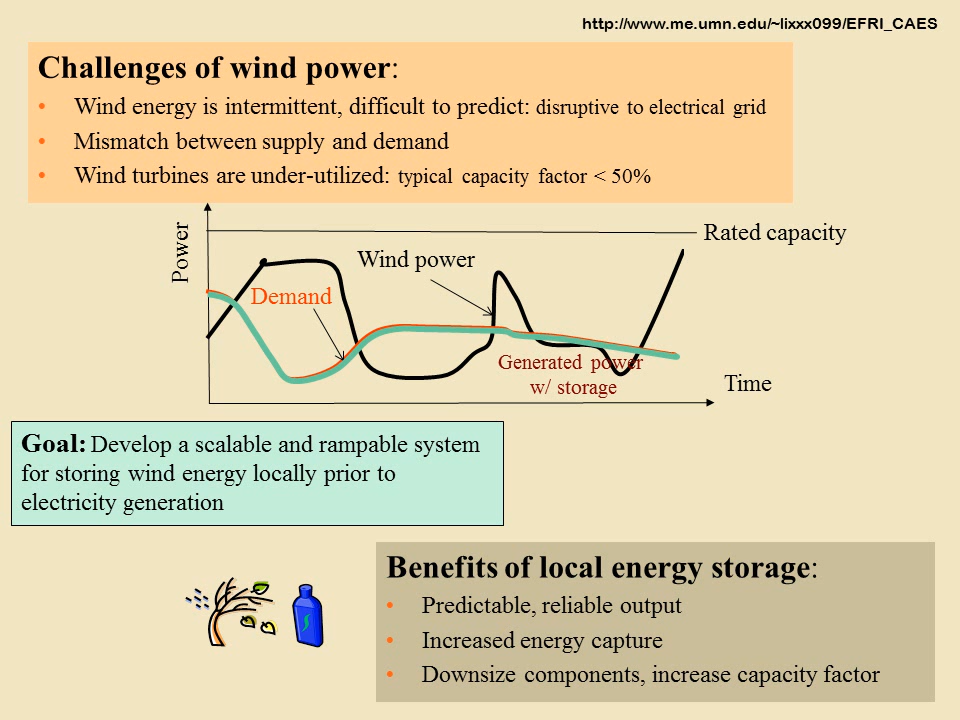 http://www.me.umn.edu/~lixxx099/EFRI_CAES
Challenges of wind power:
• Wind energy is intermittent, difficult to predict: disruptive to electrical grid
• Mismatch between supply and demand
• Wind turbines are under-utilized: typical capacity factor < 50%
Power
Rated capacity
Wind power
Demand
Generated power
w/ storage
Time
Goal: Develop a scalable and rampable system
for storing wind energy locally prior to
electricity generation
Benefits of local energy storage:
• Predictable, reliable output
• Increased energy capture
• Downsize components, increase capacity factor